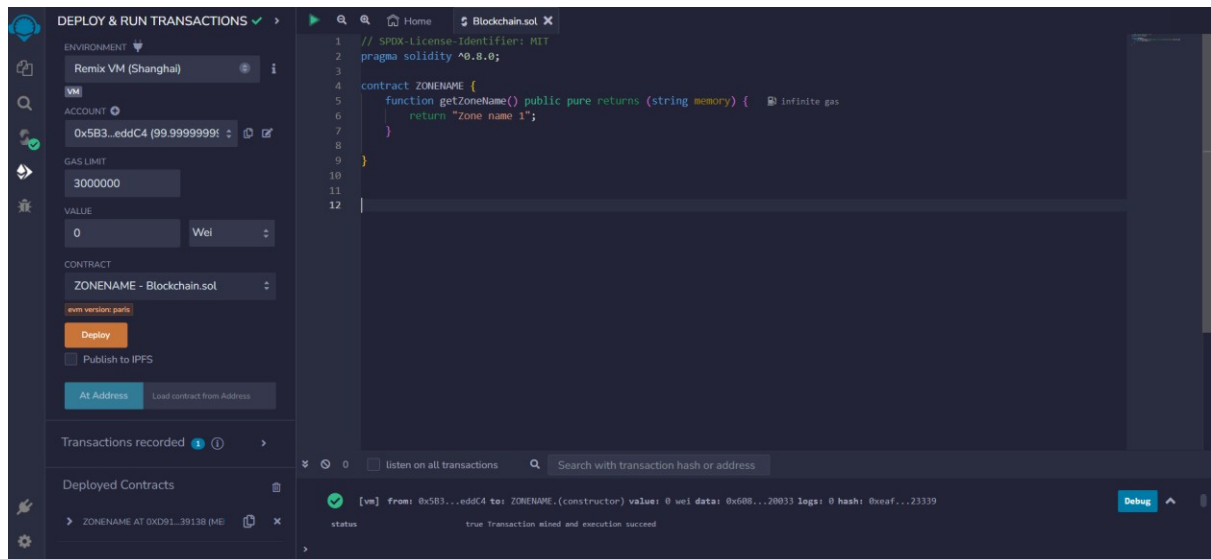 DEPLOY & RUN TRANSACTIONS
ENVIRONMENT
Remix VM (Shanghai)
VM
ACCOUNT
0x5B3...eddC4 (99.99999999
GAS LIMIT
3000000
VALUE
0 Wei
CONTRACT
ZONENAME - Blockchain.sol
evm version: paris
Deploy
Publish to IPFS
At Address Load contract from Address
Transactions recorded 1
Deployed Contracts
ZONENAME AT 0XD91...39138 (ME
Home Blockchain.sol
1 // SPDX-License-Identifier: MIT
2 pragma solidity ^0.8.0;
3
4 contract ZONENAME {
5 function getZoneName() public pure returns (string memory) { infinite gas
6 return "Zone name 1";
7 }
8
9 }
10
11
12
0 listen on all transactions Search with transaction hash or address
[vm] from: 0x5B3...eddC4 to: ZONENAME.(constructor) value: 0 wei data: 0x608...20033 logs: 0 hash: 0xeaf...23339 Debug
status true Transaction mined and execution succeed
>